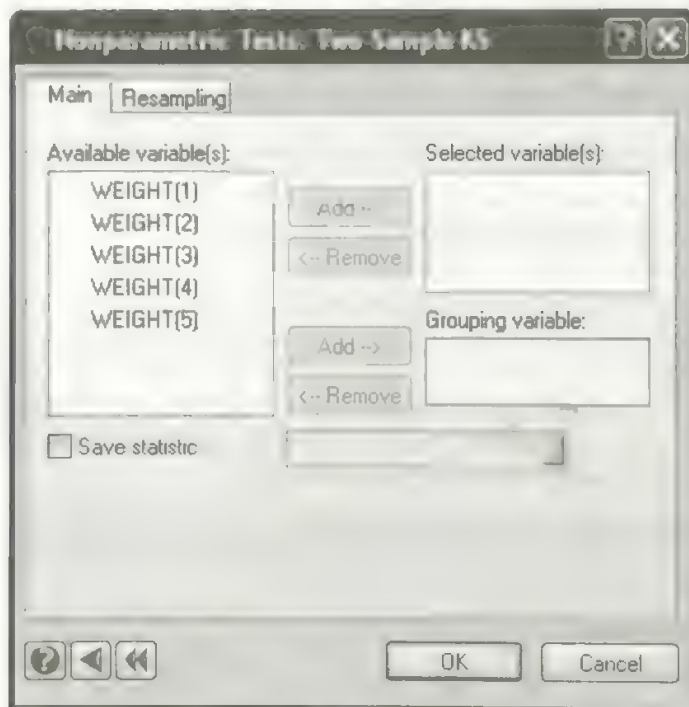 Nonparametric Tests: Two Sample KS
Main
Resampling
Available variable(s):
WEIGHT(1)
WEIGHT(2)
WEIGHT(3)
WEIGHT(4)
WEIGHT(5)
Add --
<-- Remove
Selected variable(s):
Add -->
<-- Remove
Grouping variable:
Save statistic
OK
Cancel